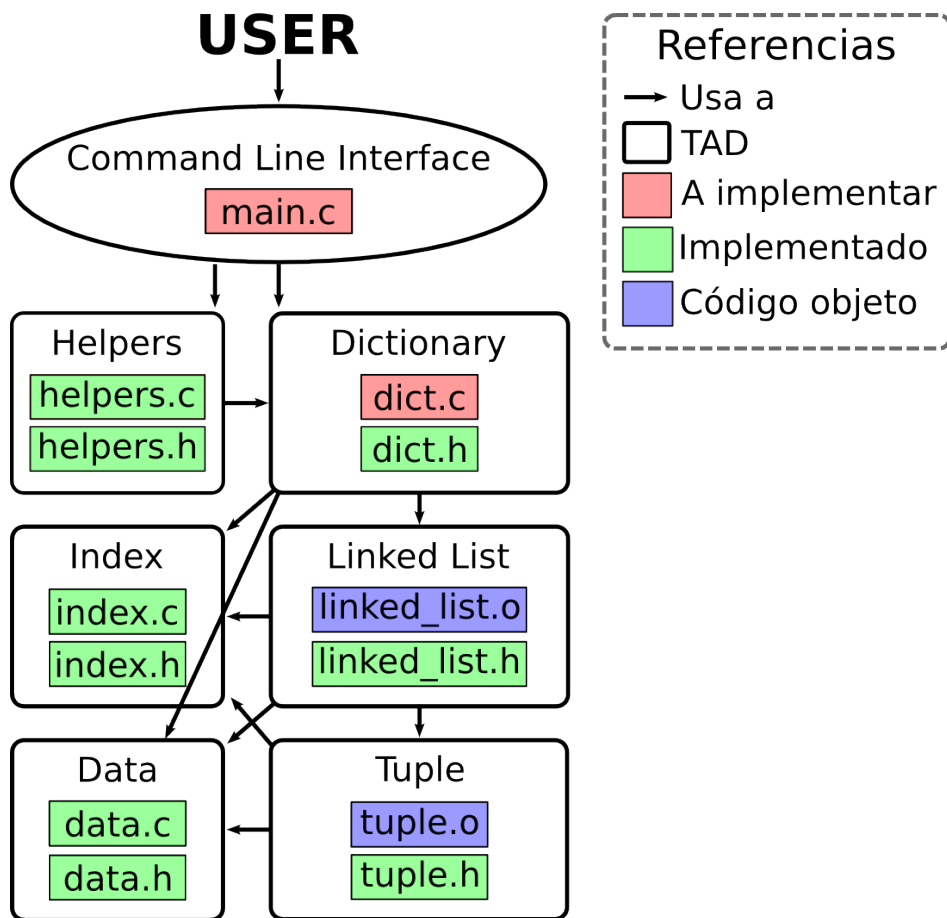 USER
Command Line Interface
main.c
Helpers
helpers.c
helpers.h
Dictionary
dict.c
dict.h
Index
index.c
index.h
Linked List
linked_list.o
linked_list.h
Data
data.c
data.h
Tuple
tuple.o
tuple.h
Referencias
Usa a
TAD
A implementar
Implementado
Código objeto